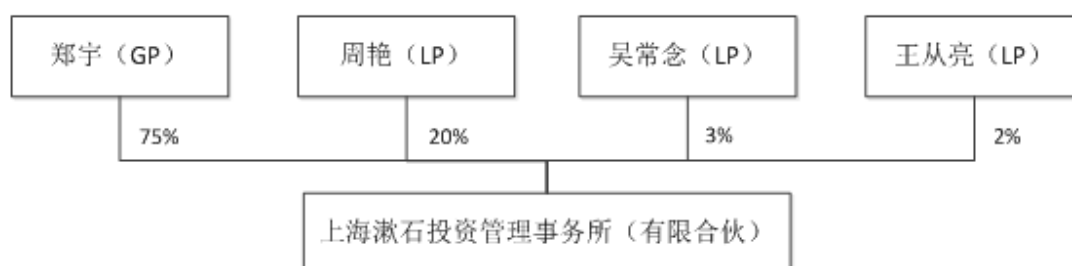 郑宇（GP）
周艳（LP）
吴常念（LP）
王从亮（LP）
75%
20%
3%
2%
上海漱石投资管理事务所（有限合伙）